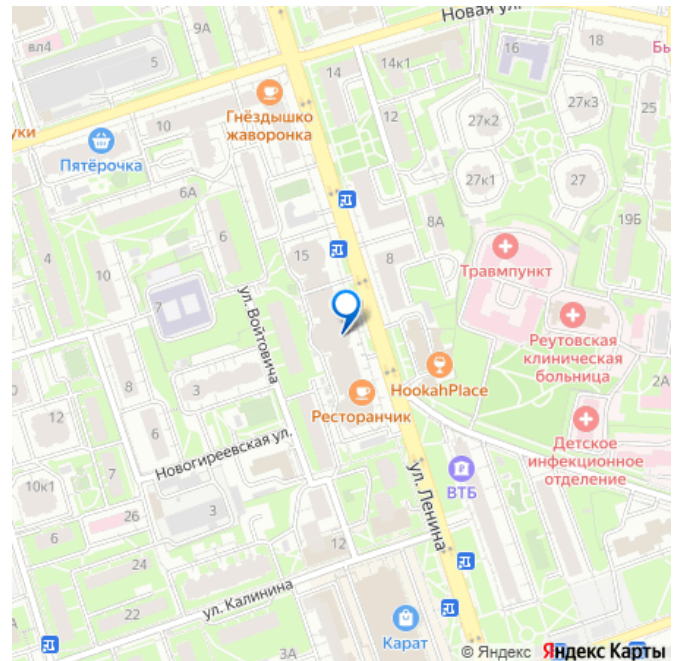 Новая ул.
9А
вл4
5
14
14к1
16
18
Бы
Гнёздышко
жаворонка
27к3
25
27к2
12
уки
10
Пятёрочка
27к1
27
6А
19Б
6
8А
4
10
15
8
Травмпункт
7
ул. Войтовича
Реутовская
клиническая
больница
HookahPlace
2А
8
3
Ресторанчик
12
6
Новогиреевская ул.
Детское
инфекционное
отделение
7
10к1
ул. Ленина
ВТБ
26
3
6
12
24
ул. Калинина
22
Карат
3А
© Яндекс Яндекс Карты